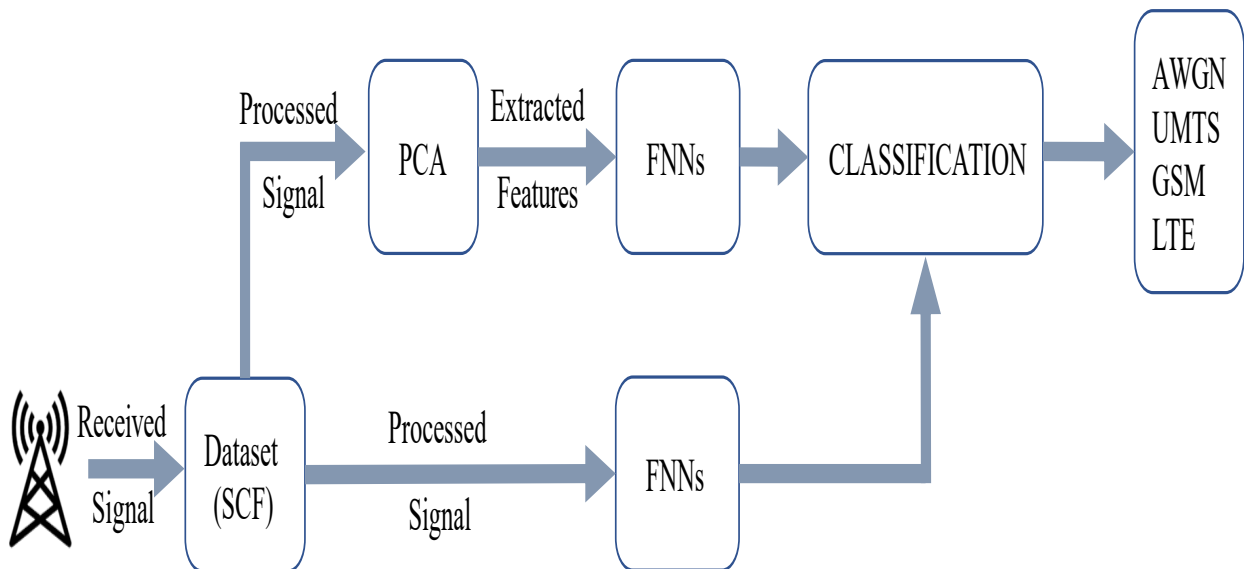 Processed
Signal
PCA
Extracted
Features
FNNs
CLASSIFICATION
AWGN
UMTS
GSM
LTE
Received
Signal
Dataset
(SCF)
Processed
Signal
FNNs